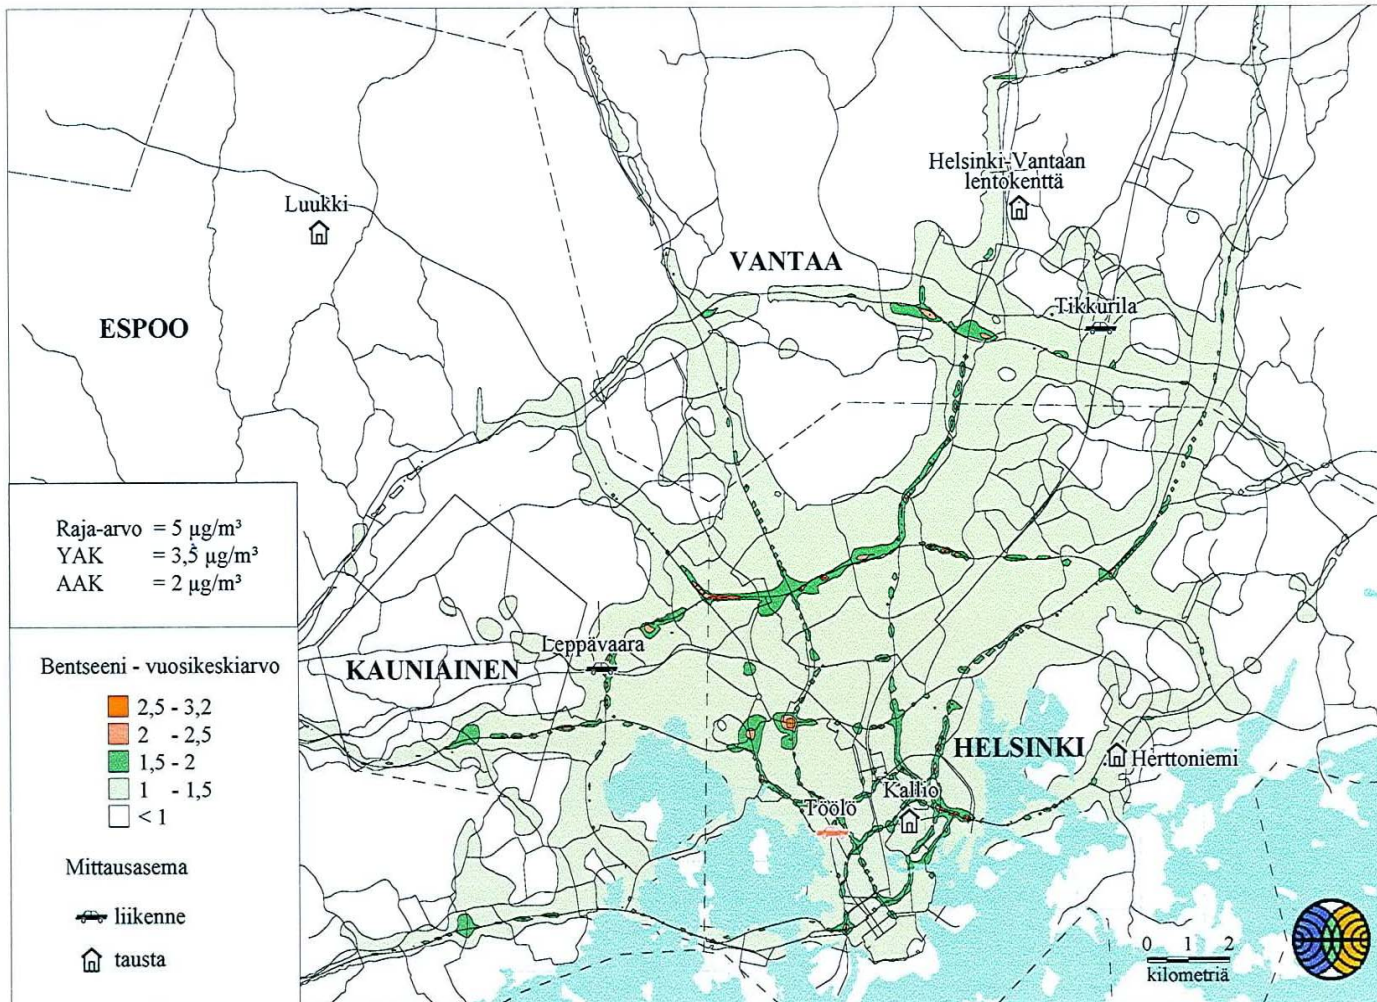 Helsinki-Vantaan
lentokenttä
Luukki
VANTAA
ESPOO
Tikkurila
Raja-arvo = 5 µg/m³
YAK = 3,5 µg/m³
AAK = 2 µg/m³
Leppävaara
KAUNIAINEN
Bentseeni - vuosikeskiarvo
2,5 - 3,2
2 - 2,5
1,5 - 2
1 - 1,5
< 1
HELSINKI
Herttoniemi
Kallio
Töölö
Mittausasema
liikenne
tausta
0 1 2
kilometriä